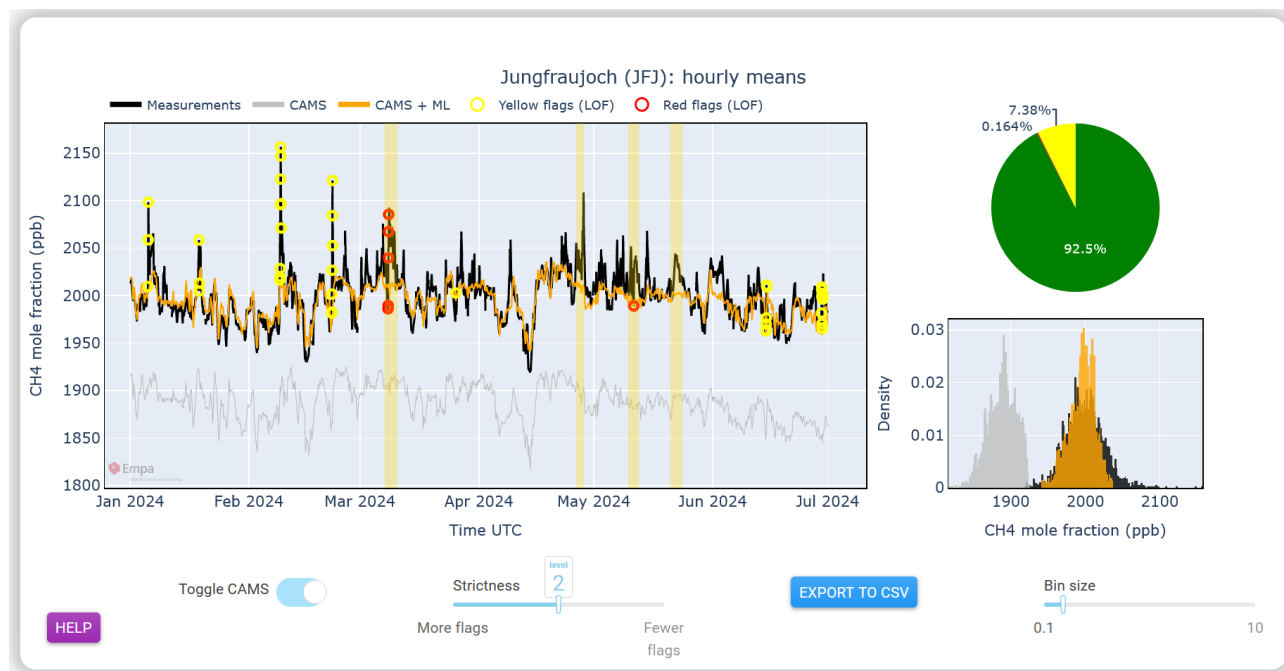 Jungfraujoch (JFJ): hourly means
Measurements CAMS CAMS + ML Yellow flags (LOF) Red flags (LOF)
CH4 mole fraction (ppb)
2150
2100
2050
2000
1950
1900
1850
1800
Empa
Jan 2024 Feb 2024 Mar 2024 Apr 2024 May 2024 Jun 2024 Jul 2024
Time UTC
7.38%
0.164%
92.5%
Density
0.03
0.02
0.01
0
1900 2000 2100
CH4 mole fraction (ppb)
Toggle CAMS
Strictness
level
2
More flags
Fewer
flags
EXPORT TO CSV
Bin size
0.1 10
HELP